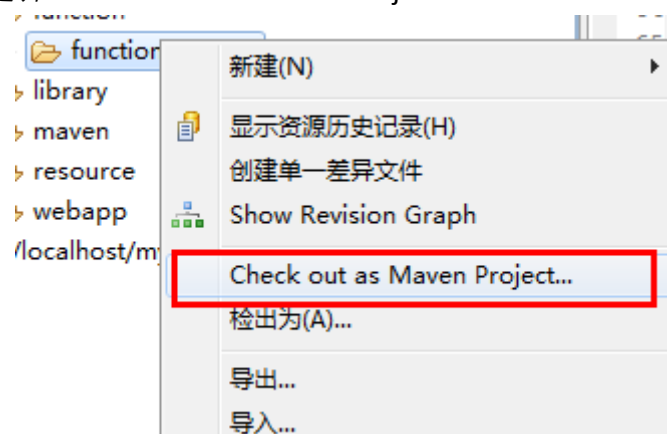 function
function
新建(N)
library
maven
显示资源历史记录(H)
resource
创建单一差异文件
webapp
Show Revision Graph
/localhost/my
Check out as Maven Project...
检出为(A)...
导出...
导入...